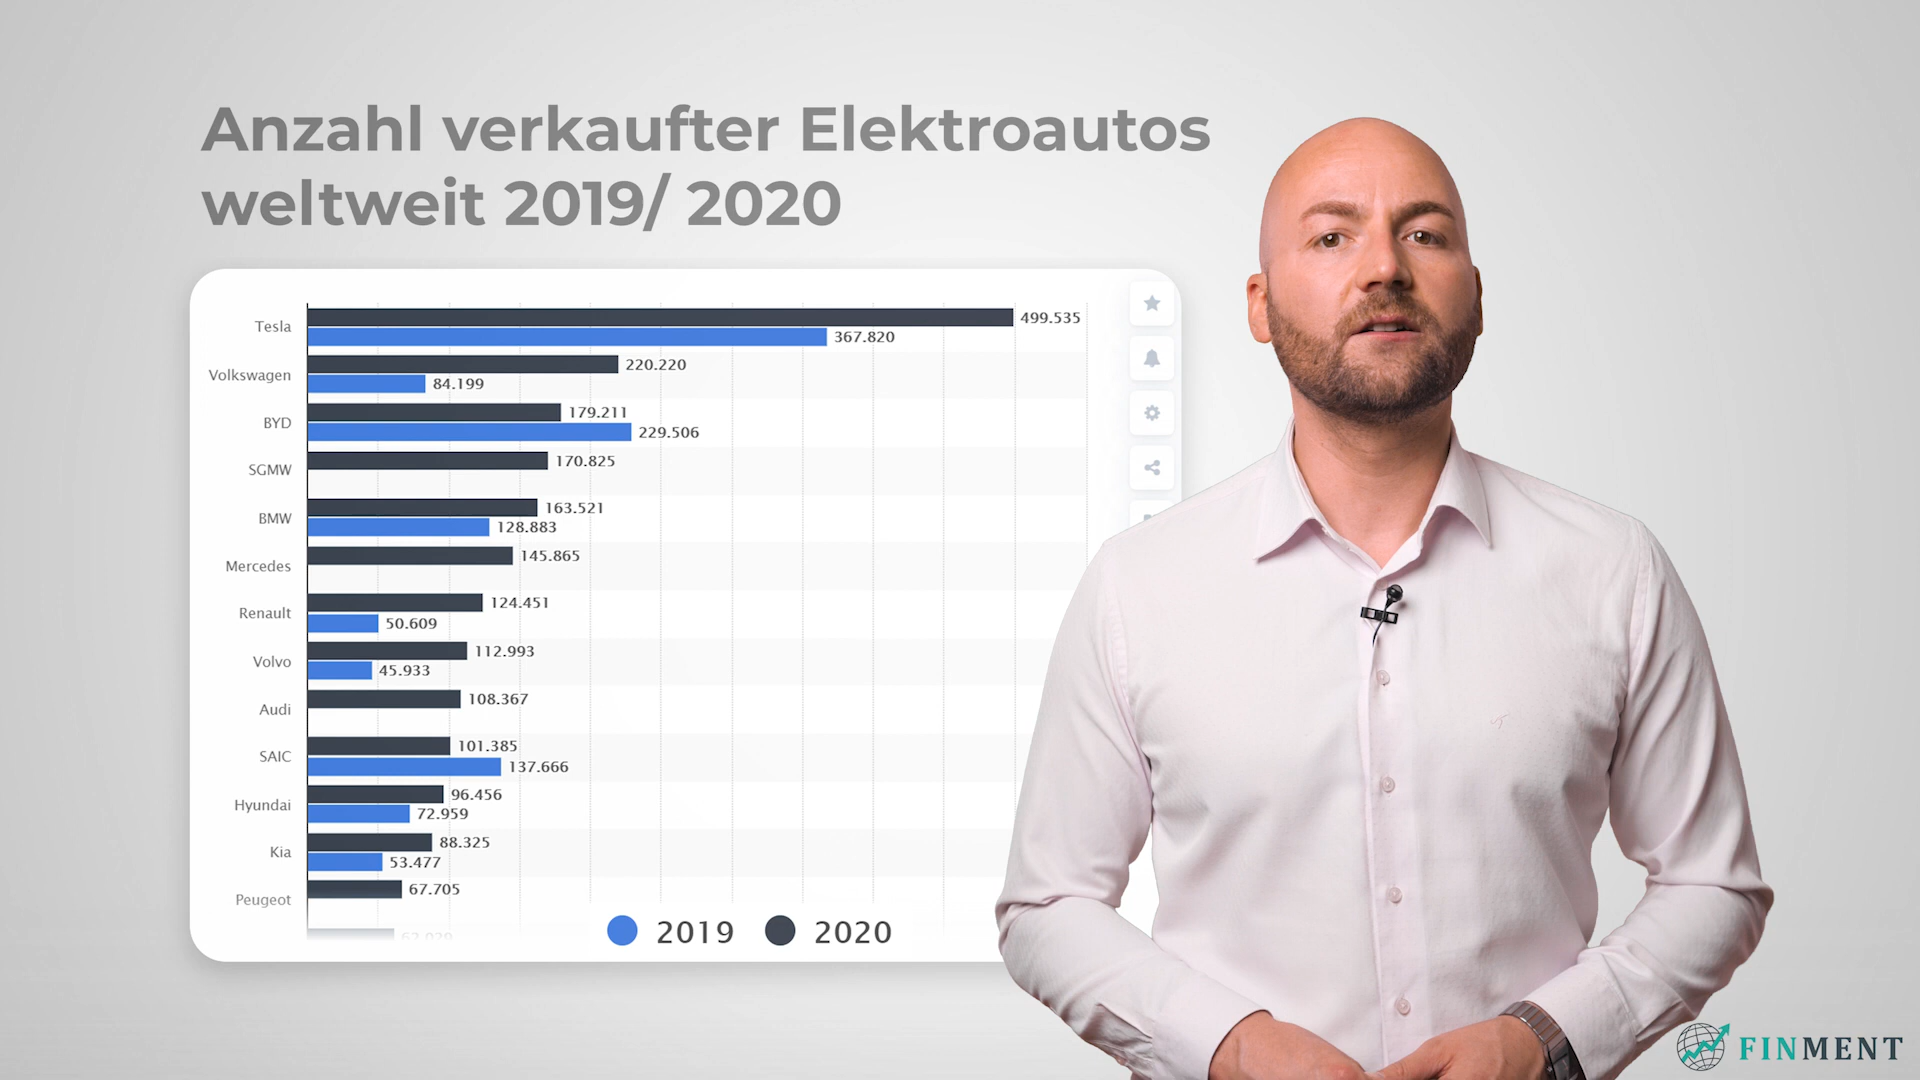 Anzahl verkaufter Elektroautos
weltweit 2019/ 2020
Tesla
499.535
367.820
Volkswagen
220.220
84.199
BYD
179.211
229.506
SGMW
170.825
BMW
163.521
128.883
Mercedes
145.865
Renault
124.451
50.609
Volvo
112.993
45.933
Audi
108.367
SAIC
101.385
137.666
Hyundai
96.456
72.959
Kia
88.325
53.477
Peugeot
67.705
2019 2020
FINMENT